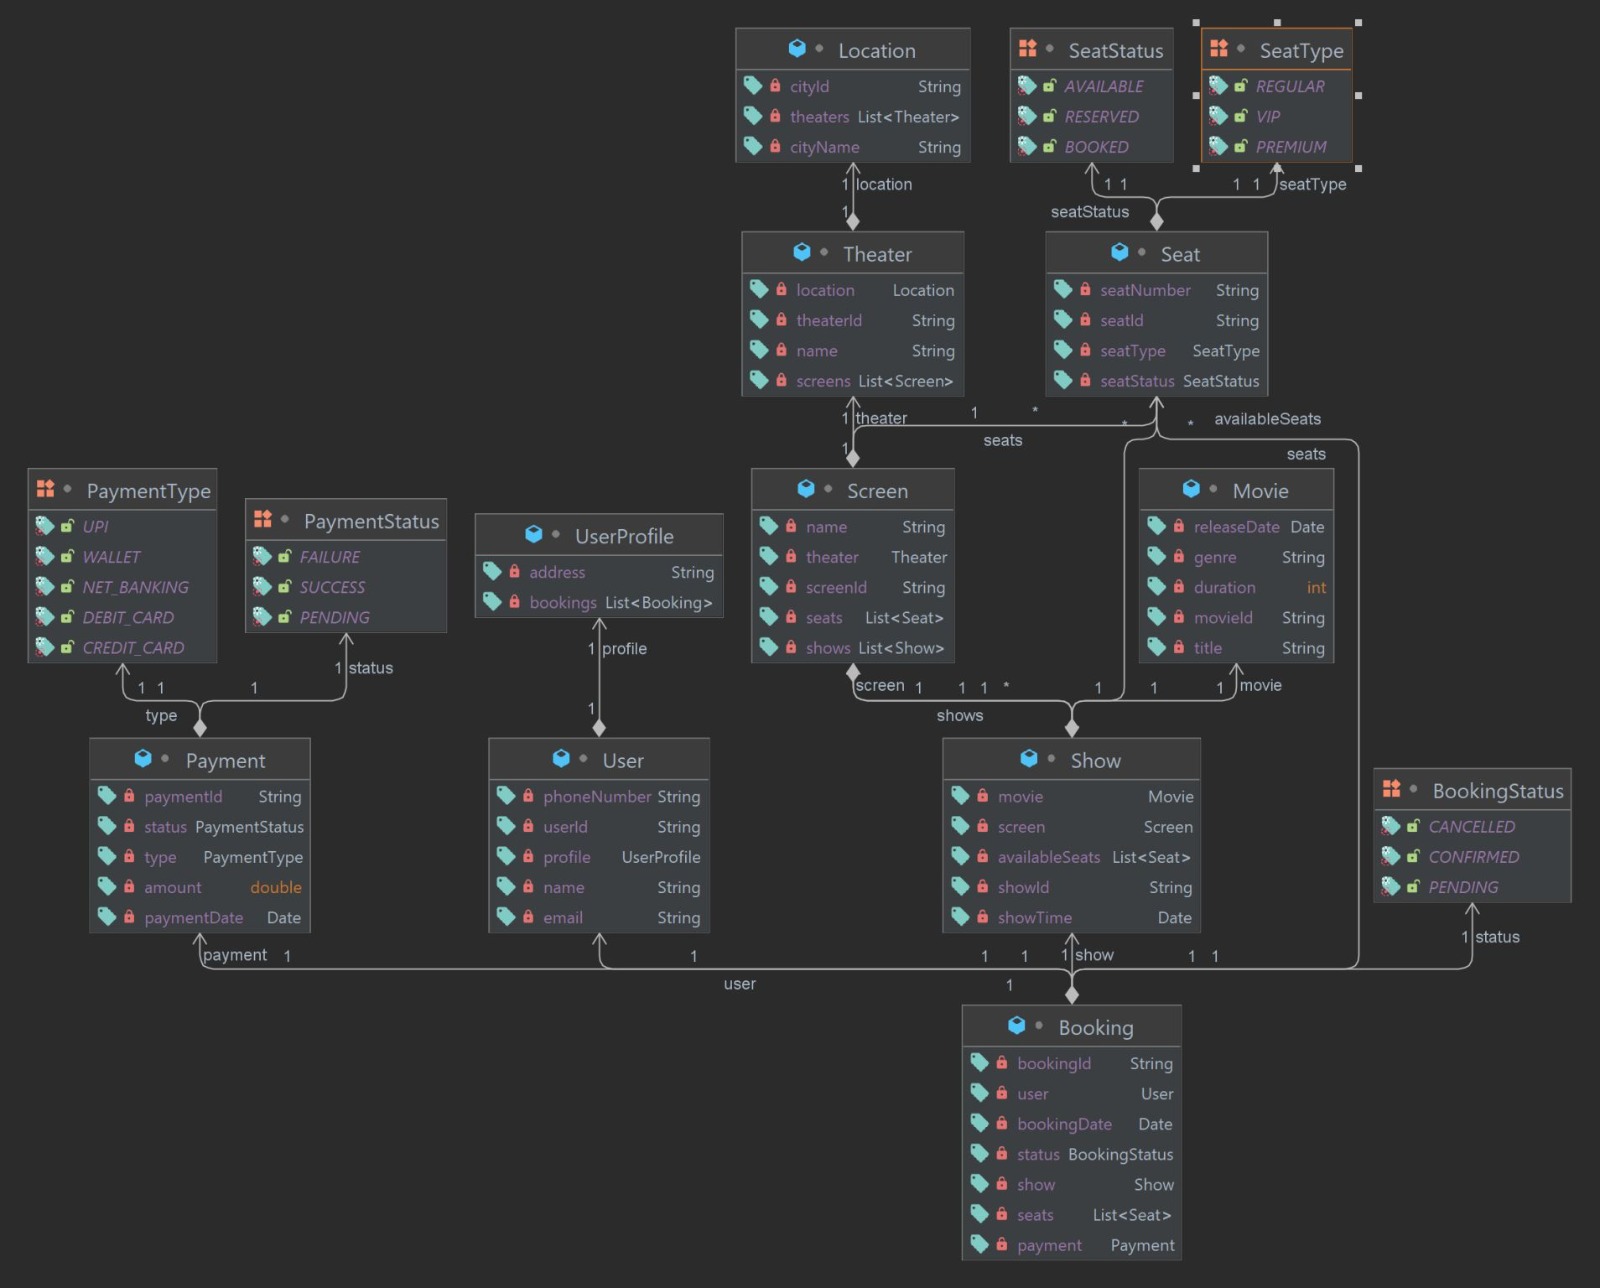 Location
cityId String
theaters List<Theater>
cityName String
SeatStatus
AVAILABLE
RESERVED
BOOKED
SeatType
REGULAR
VIP
PREMIUM
1 location
1
1 1
seatStatus
1 1 seatType
Theater
location Location
theaterId String
name String
screens List<Screen>
Seat
seatNumber String
seatId String
seatType SeatType
seatStatus SeatStatus
1 theater
1
1 *
seats
* * availableSeats
seats
PaymentType
UPI
WALLET
NET_BANKING
DEBIT_CARD
CREDIT_CARD
PaymentStatus
FAILURE
SUCCESS
PENDING
UserProfile
address String
bookings List<Booking>
Screen
name String
theater Theater
screenId String
seats List<Seat>
shows List<Show>
Movie
releaseDate Date
genre String
duration int
movieId String
title String
1 1
type
1
1 status
1 profile
1
screen 1 1 1 *
shows
1 1 1 movie
Payment
paymentId String
status PaymentStatus
type PaymentType
amount double
paymentDate Date
User
phoneNumber String
userId String
profile UserProfile
name String
email String
Show
movie Movie
screen Screen
availableSeats List<Seat>
showId String
showTime Date
BookingStatus
CANCELLED
CONFIRMED
PENDING
payment 1
1
user
1 1 1 show
1
1 1
1 status
Booking
bookingId String
user User
bookingDate Date
status BookingStatus
show Show
seats List<Seat>
payment Payment